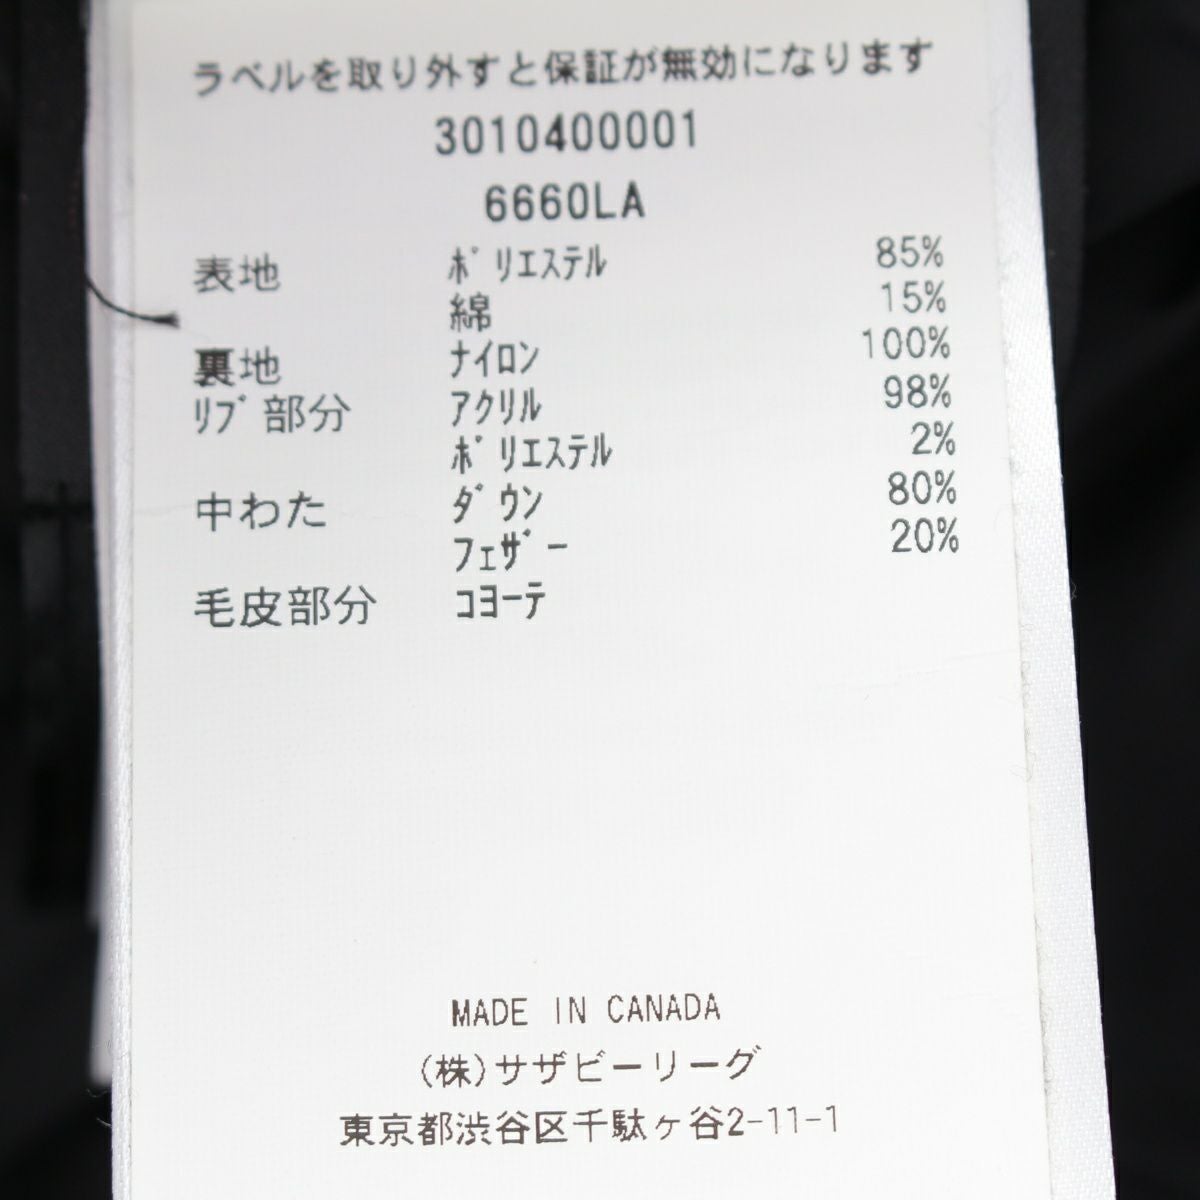 ラベルを取り外すと保証が無効になります
3010400001
6660LA
表地 ﾎﾟﾘｴｽﾃﾙ 85%
綿 15%
裏地 ﾅｲﾛﾝ 100%
ﾘﾌﾞ部分 ｱｸﾘﾙ 98%
ﾎﾟﾘｴｽﾃﾙ 2%
中わた ﾀﾞｳﾝ 80%
ﾌｪｻﾞｰ 20%
毛皮部分 ｺﾖｰﾃ
MADE IN CANADA
(株)サザビーリーグ
東京都渋谷区千駄ヶ谷2-11-1